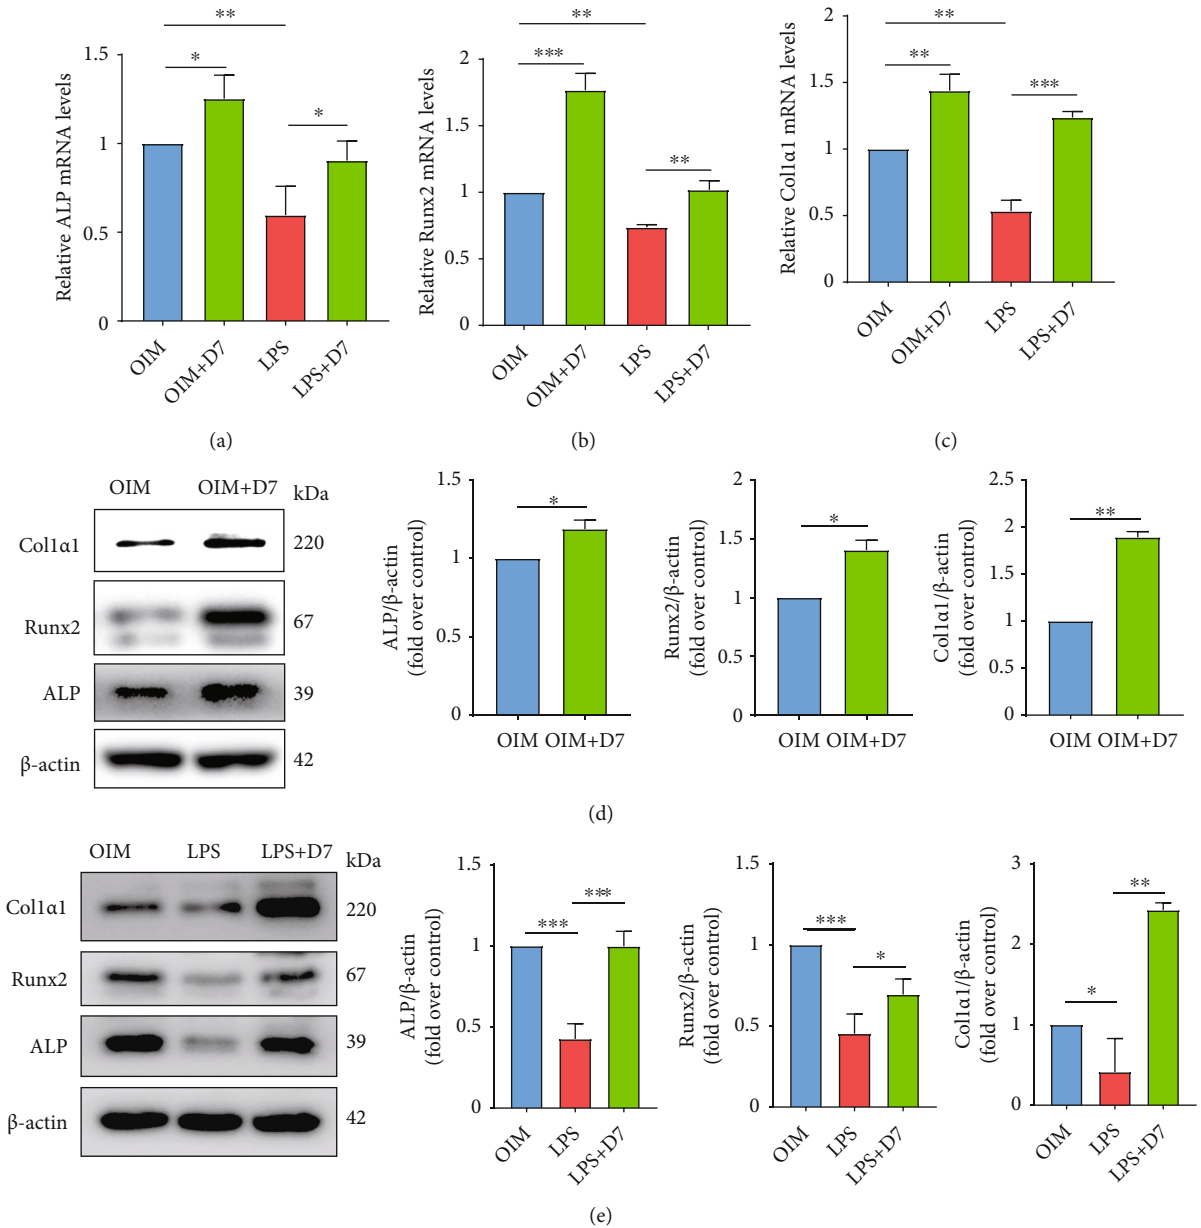 **
*
*
1.5
1
0.5
0
Relative ALP mRNA levels
OIM
OIM+D7
LPS
LPS+D7
(a)
**
***
**
2
1.5
1
0.5
0
Relative Runx2 mRNA levels
OIM
OIM+D7
LPS
LPS+D7
(b)
**
**
***
2
1.5
1
0.5
0
Relative Col1α1 mRNA levels
OIM
OIM+D7
LPS
LPS+D7
(c)
OIM OIM+D7 kDa
Col1α1 220
Runx2 67
ALP 39
β-actin 42
*
1.5
1
0.5
0
ALP/β-actin
(fold over control)
OIM OIM+D7
*
2
1.5
1
0.5
0
Runx2/β-actin
(fold over control)
OIM OIM+D7
**
2.5
2
1.5
1
0.5
0
Col1α1/β-actin
(fold over control)
OIM OIM+D7
(d)
OIM LPS LPS+D7 kDa
Col1α1 220
Runx2 67
ALP 39
β-actin 42
***
***
1.5
1
0.5
0
ALP/β-actin
(fold over control)
OIM
LPS
LPS+D7
***
*
1.5
1
0.5
0
Runx2/β-actin
(fold over control)
OIM
LPS
LPS+D7
**
*
3
2
1
0
Col1α1/β-actin
(fold over control)
OIM
LPS
LPS+D7
(e)